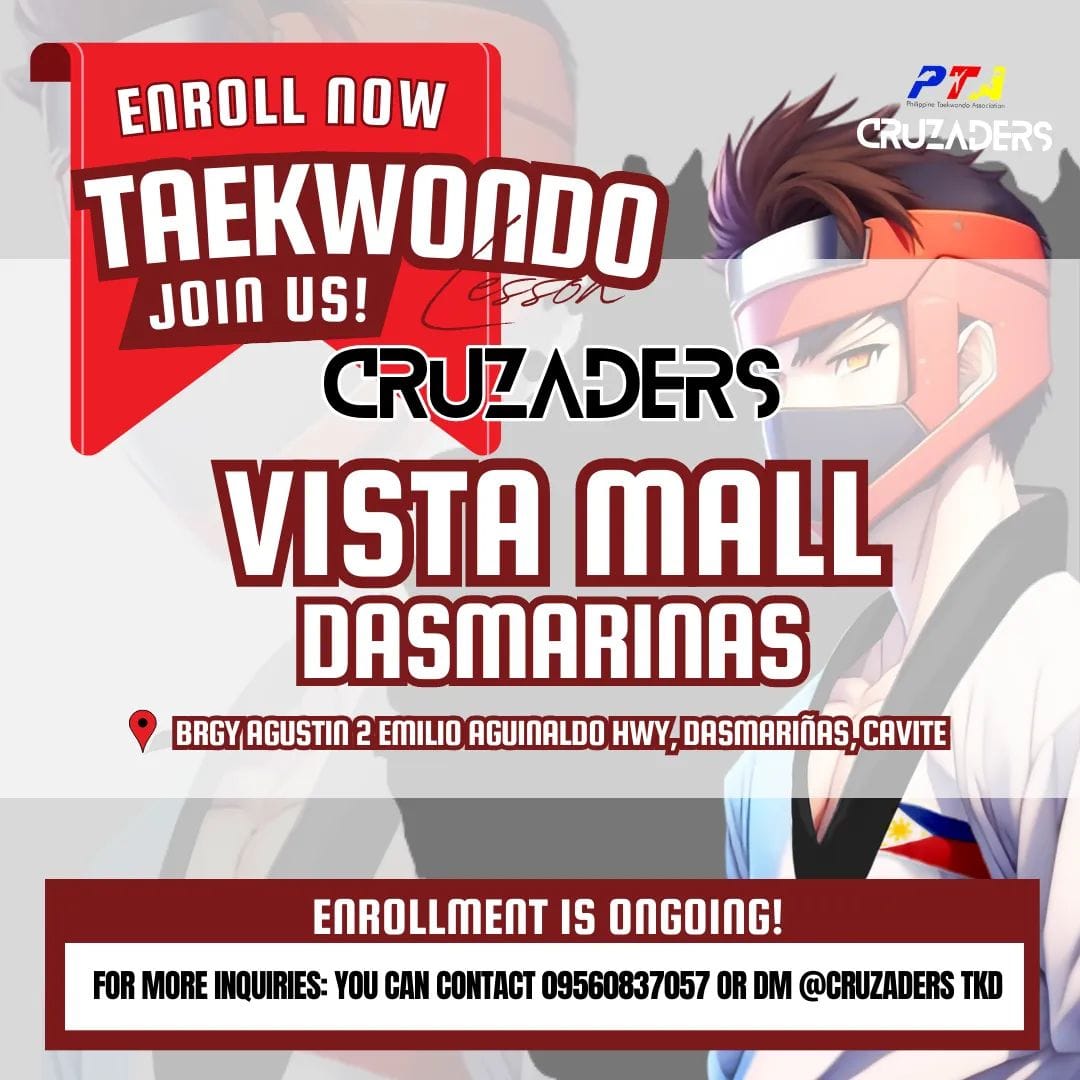 ENROLL NOW
PTA
Philippine Taekwondo Association
CRUZADERS
TAEKWONDO
Lesson
JOIN US!
CRUZADERS
VISTA MALL
DASMARINAS
BRGY AGUSTIN 2 EMILIO AGUINALDO HWY, DASMARIÑAS, CAVITE
ENROLLMENT IS ONGOING!
FOR MORE INQUIRIES: YOU CAN CONTACT 09560837057 OR DM @CRUZADERS TKD